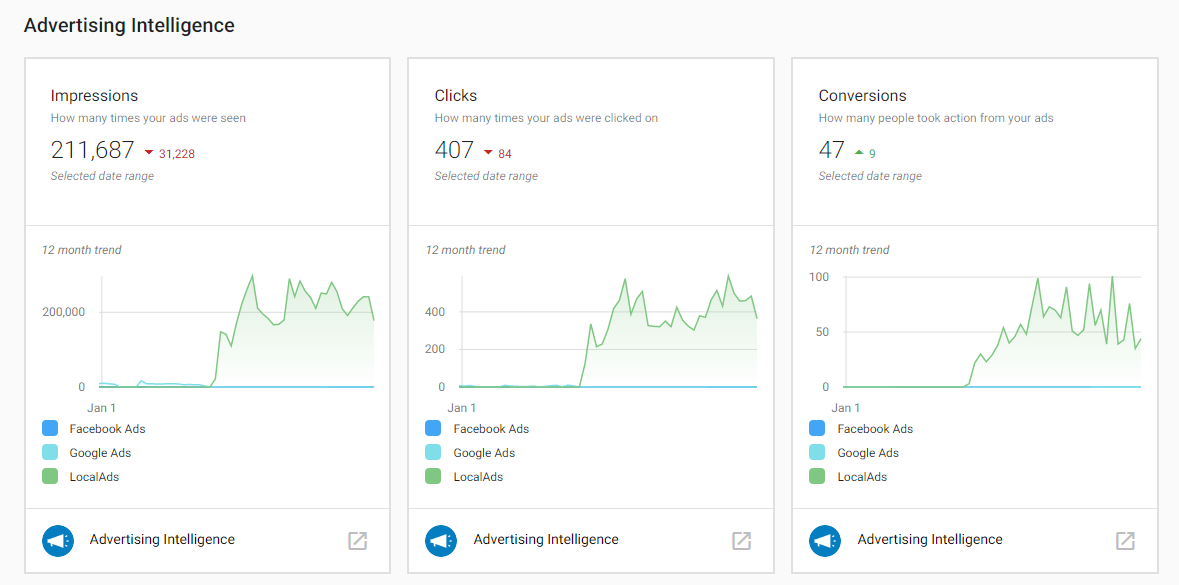 Advertising Intelligence
Impressions
How many times your ads were seen
211,687 31,228
Selected date range
12 month trend
200,000
0
Jan 1
Facebook Ads
Google Ads
LocalAds
Advertising Intelligence
Clicks
How many times your ads were clicked on
407 84
Selected date range
12 month trend
400
200
0
Jan 1
Facebook Ads
Google Ads
LocalAds
Advertising Intelligence
Conversions
How many people took action from your ads
47 9
Selected date range
12 month trend
100
50
0
Jan 1
Facebook Ads
Google Ads
LocalAds
Advertising Intelligence